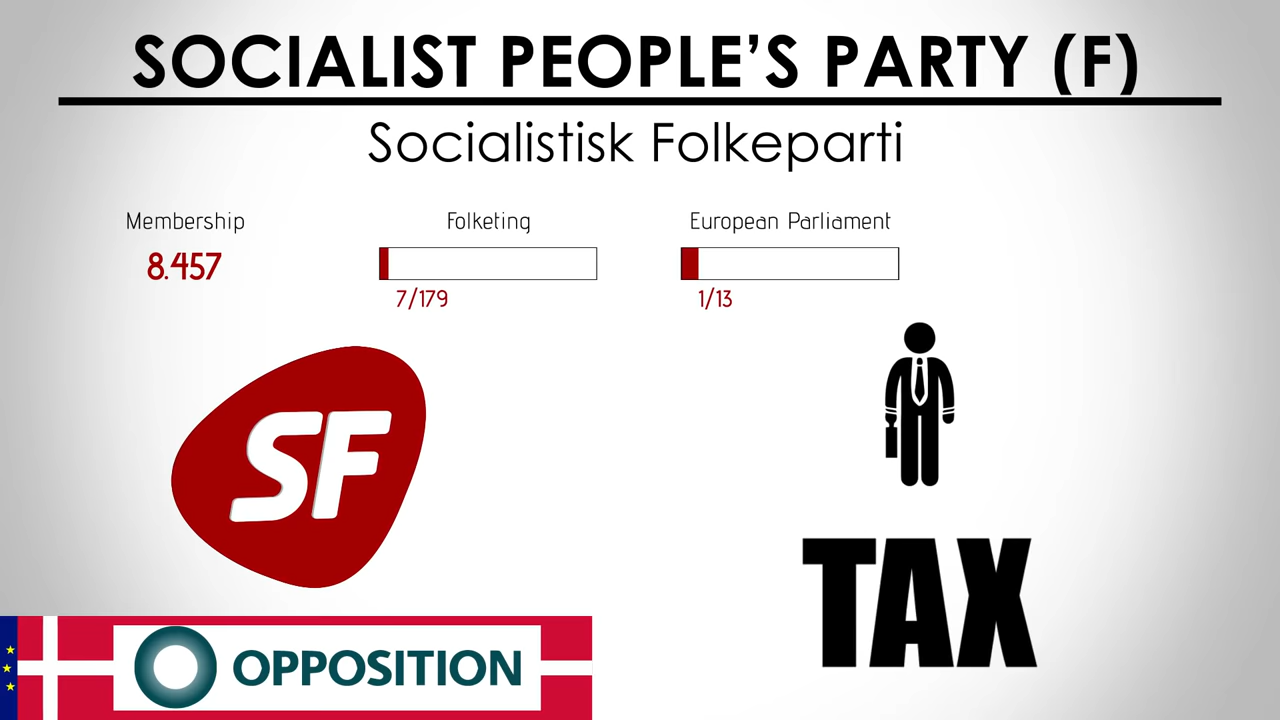 SOCIALIST PEOPLE’S PARTY (F)
Socialistisk Folkeparti
Membership
8.457
Folketing
7/179
European Parliament
1/13
SF
TAX
OPPOSITION